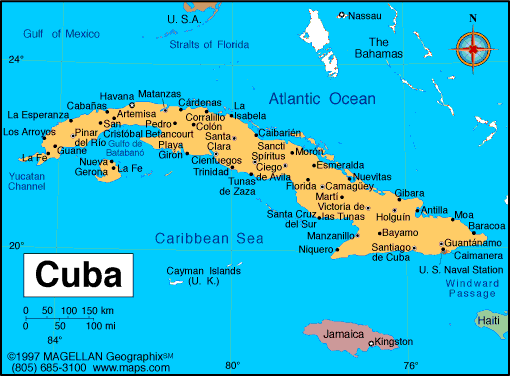 U. S.A.
Nassau
Gulf of Mexico
Straits of Florida
The
Bahamas
N
24°
Havana
Matanzas
Atlantic Ocean
Cabañas
Cárdenas
La
Isabela
La Esperanza
Artemisa
Corralillo
San
Cristóbal
Pedro
Betancourt
Colón
Los Arroyos
Pinar
del Río
Santa
Clara
Caibarién
Gulfo de
Batabanó
Playa
Girón
Sancti
Spíritus
Morón
La Fe
Guane
Nueva
Gerona
La Fe
Cienfuegos
Ciego
de Ávila
Esmeralda
Yucatan
Channel
Trinidad
Tunas
de Zaza
Florida
Camagüey
Nuevitas
Martí
Gibara
Victoria de
las Tunas
Antilla
Moa
Santa Cruz
del Sur
Holguín
Baracoa
Caribbean Sea
Manzanillo
Bayamo
Guantánamo
20°
Niquero
Santiago
de Cuba
Caimanera
U. S. Naval Station
Cuba
Cayman Islands
(U. K.)
Windward
Passage
0 50 100 150 km
0 50 100 mi
Haiti
Jamaica
Kingston
84°
80°
76°
©1997 MAGELLAN Geographix℠
(805) 685-3100 www.maps.com